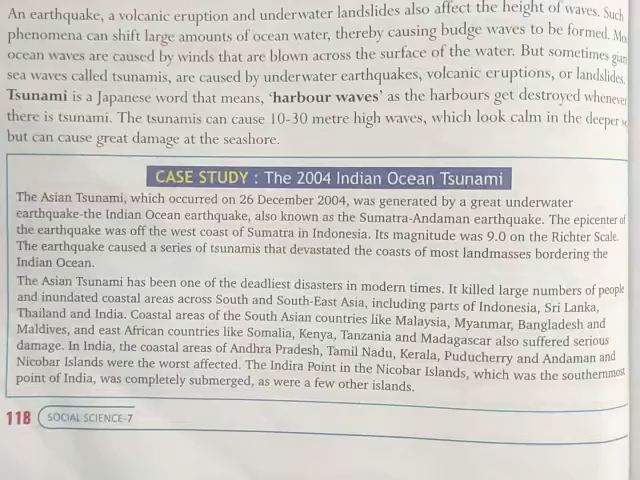 An earthquake, a volcanic eruption and underwater landslides also affect the height of waves. Such
phenomena can shift large amounts of ocean water, thereby causing budge waves to be formed.
ocean waves are caused by winds that are blown across the surface of the water. But sometimes
sea waves called tsunamis, are caused by underwater earthquakes, volcanic eruptions, or landslides.
Tsunami is a Japanese word that means, 'harbour waves' as the harbours get destroyed whenever
there is tsunami. The tsunamis can cause 10-30 metre high waves, which look calm in the deeper
but can cause great damage at the seashore.
CASE STUDY : The 2004 Indian Ocean Tsunami
The Asian Tsunami, which occurred on 26 December 2004, was generated by a great underwater
earthquake-the Indian Ocean earthquake, also known as the Sumatra-Andaman earthquake. The epicenter of
the earthquake was off the west coast of Sumatra in Indonesia. Its magnitude was 9.0 on the Richter Scale.
The earthquake caused a series of tsunamis that devastated the coasts of most landmasses bordering the
Indian Ocean.
The Asian Tsunami has been one of the deadliest disasters in modern times. It killed large numbers of people
and inundated coastal areas across South and South-East Asia, including parts of Indonesia, Sri Lanka,
Thailand and India. Coastal areas of the South Asian countries like Malaysia, Myanmar, Bangladesh and
Maldives, and east African countries like Somalia, Kenya, Tanzania and Madagascar also suffered serious
damage. In India, the coastal areas of Andhra Pradesh, Tamil Nadu, Kerala, Puducherry and Andaman and
Nicobar Islands were the worst affected. The Indira Point in the Nicobar Islands, which was the southernmost
point of India, was completely submerged, as were a few other islands.
118 SOCIAL SCIENCE-7